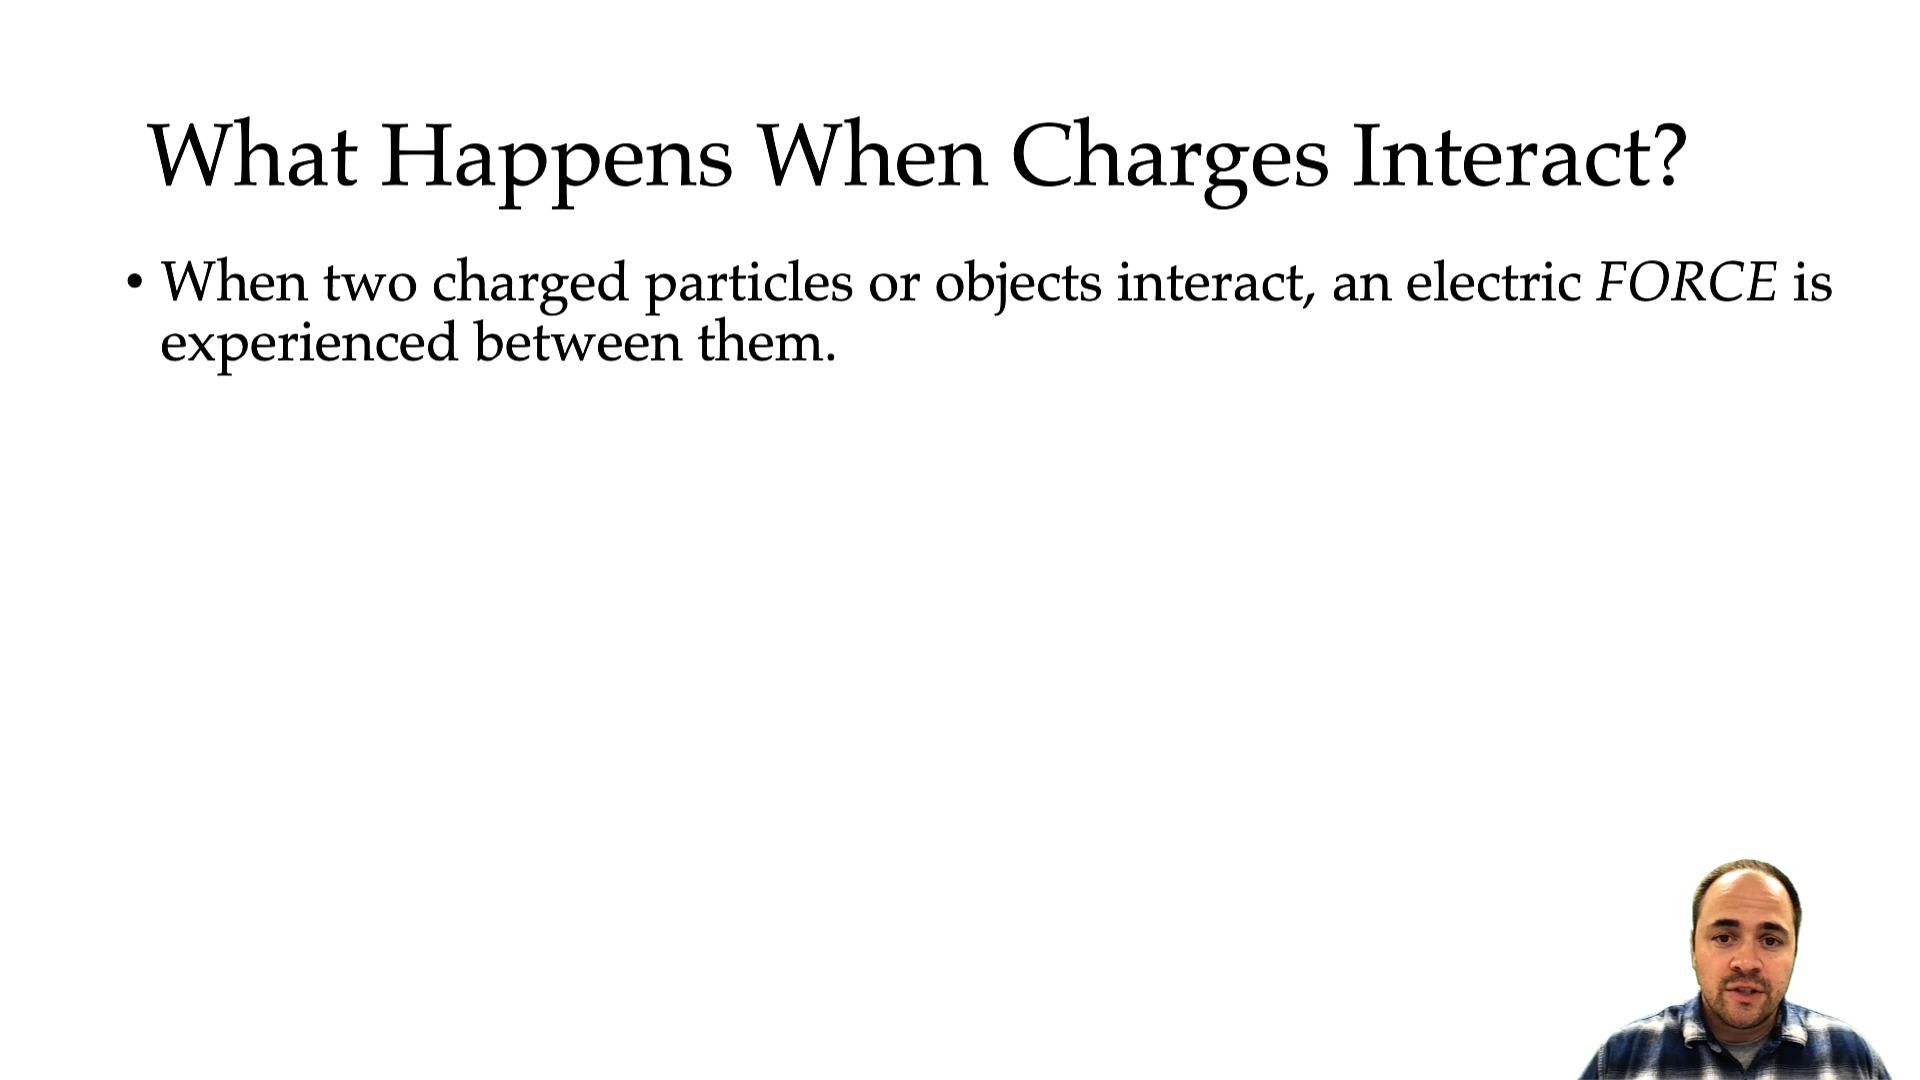 What Happens When Charges Interact?
• When two charged particles or objects interact, an electric FORCE is
experienced between them.